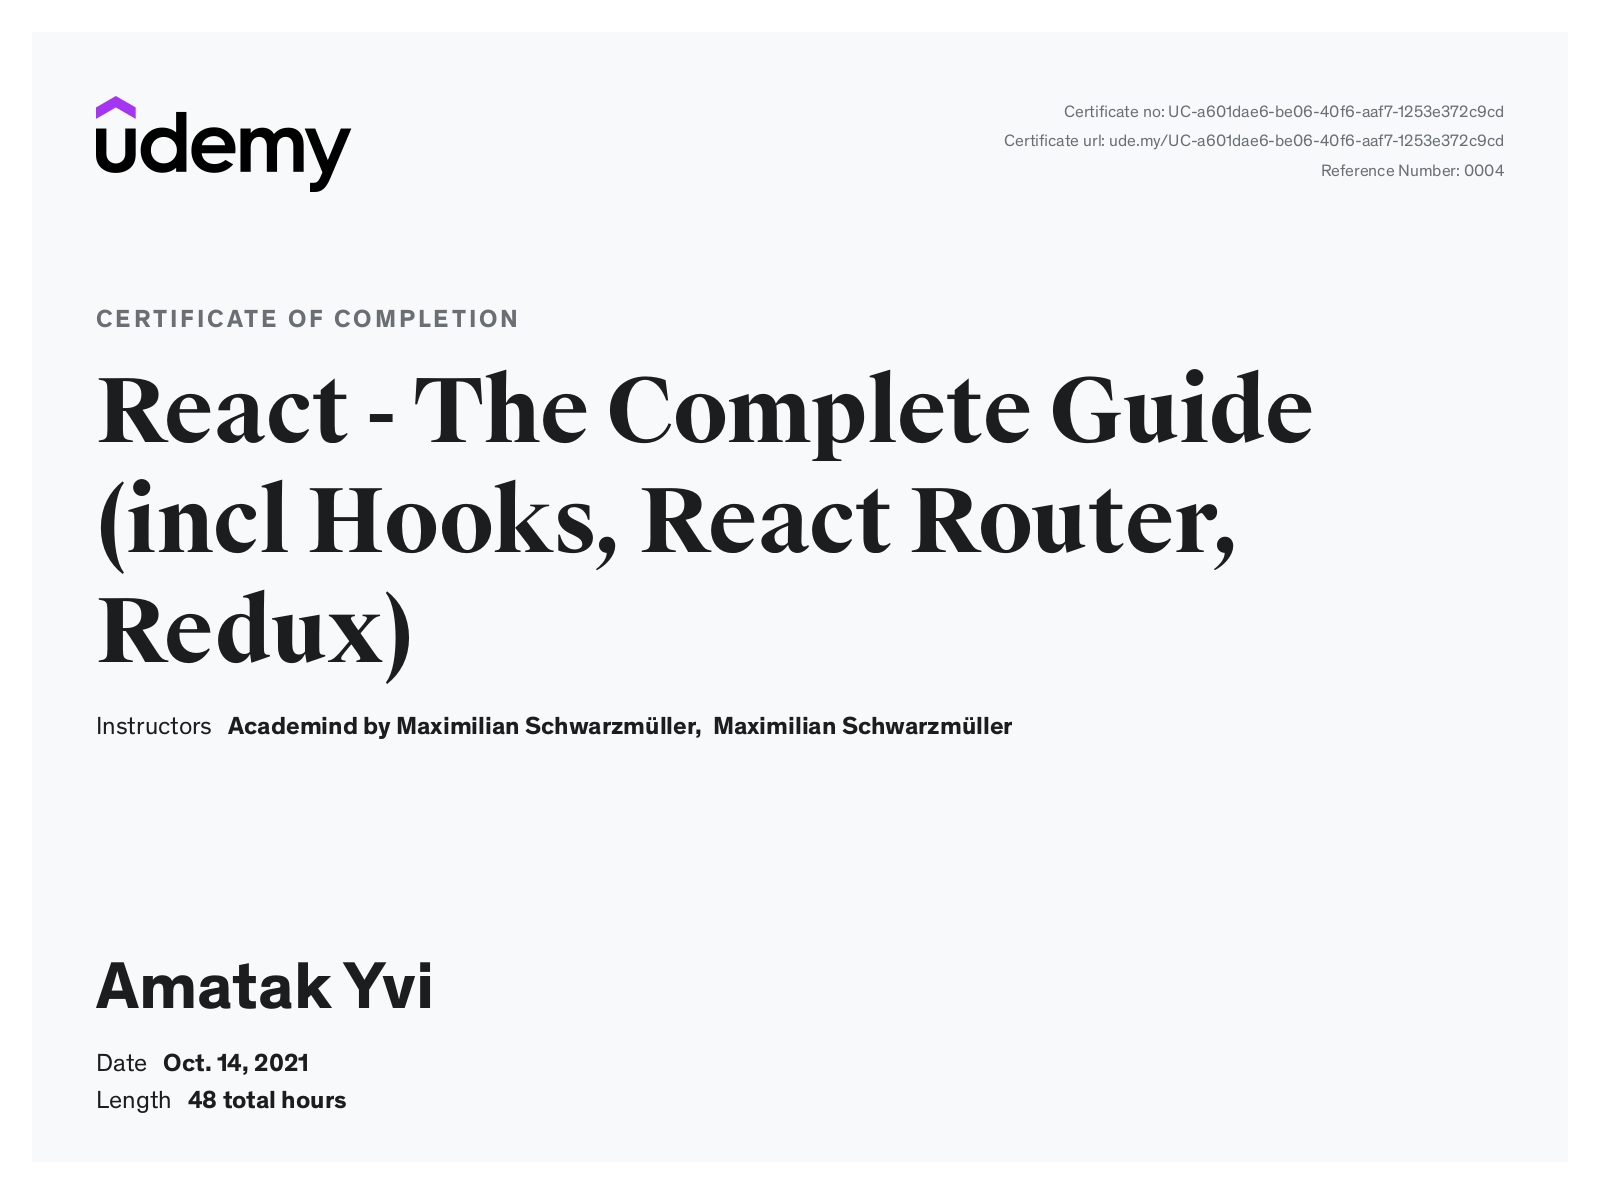 udemy
Certificate no: UC-a601dae6-be06-40f6-aaf7-1253e372c9cd
Certificate url: ude.my/UC-a601dae6-be06-40f6-aaf7-1253e372c9cd
Reference Number: 0004
CERTIFICATE OF COMPLETION
React - The Complete Guide
(incl Hooks, React Router,
Redux)
Instructors Academind by Maximilian Schwarzmüller, Maximilian Schwarzmüller
Amatak Yvi
Date Oct. 14, 2021
Length 48 total hours